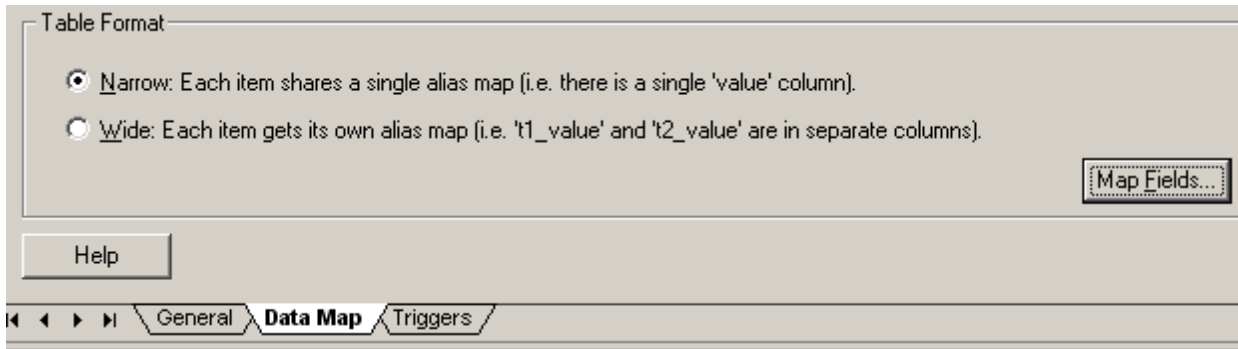 Table Format
Narrow: Each item shares a single alias map (i.e. there is a single 'value' column).
Wide: Each item gets its own alias map (i.e. 't1_value' and 't2_value' are in separate columns).
Map Fields...
Help
General Data Map Triggers